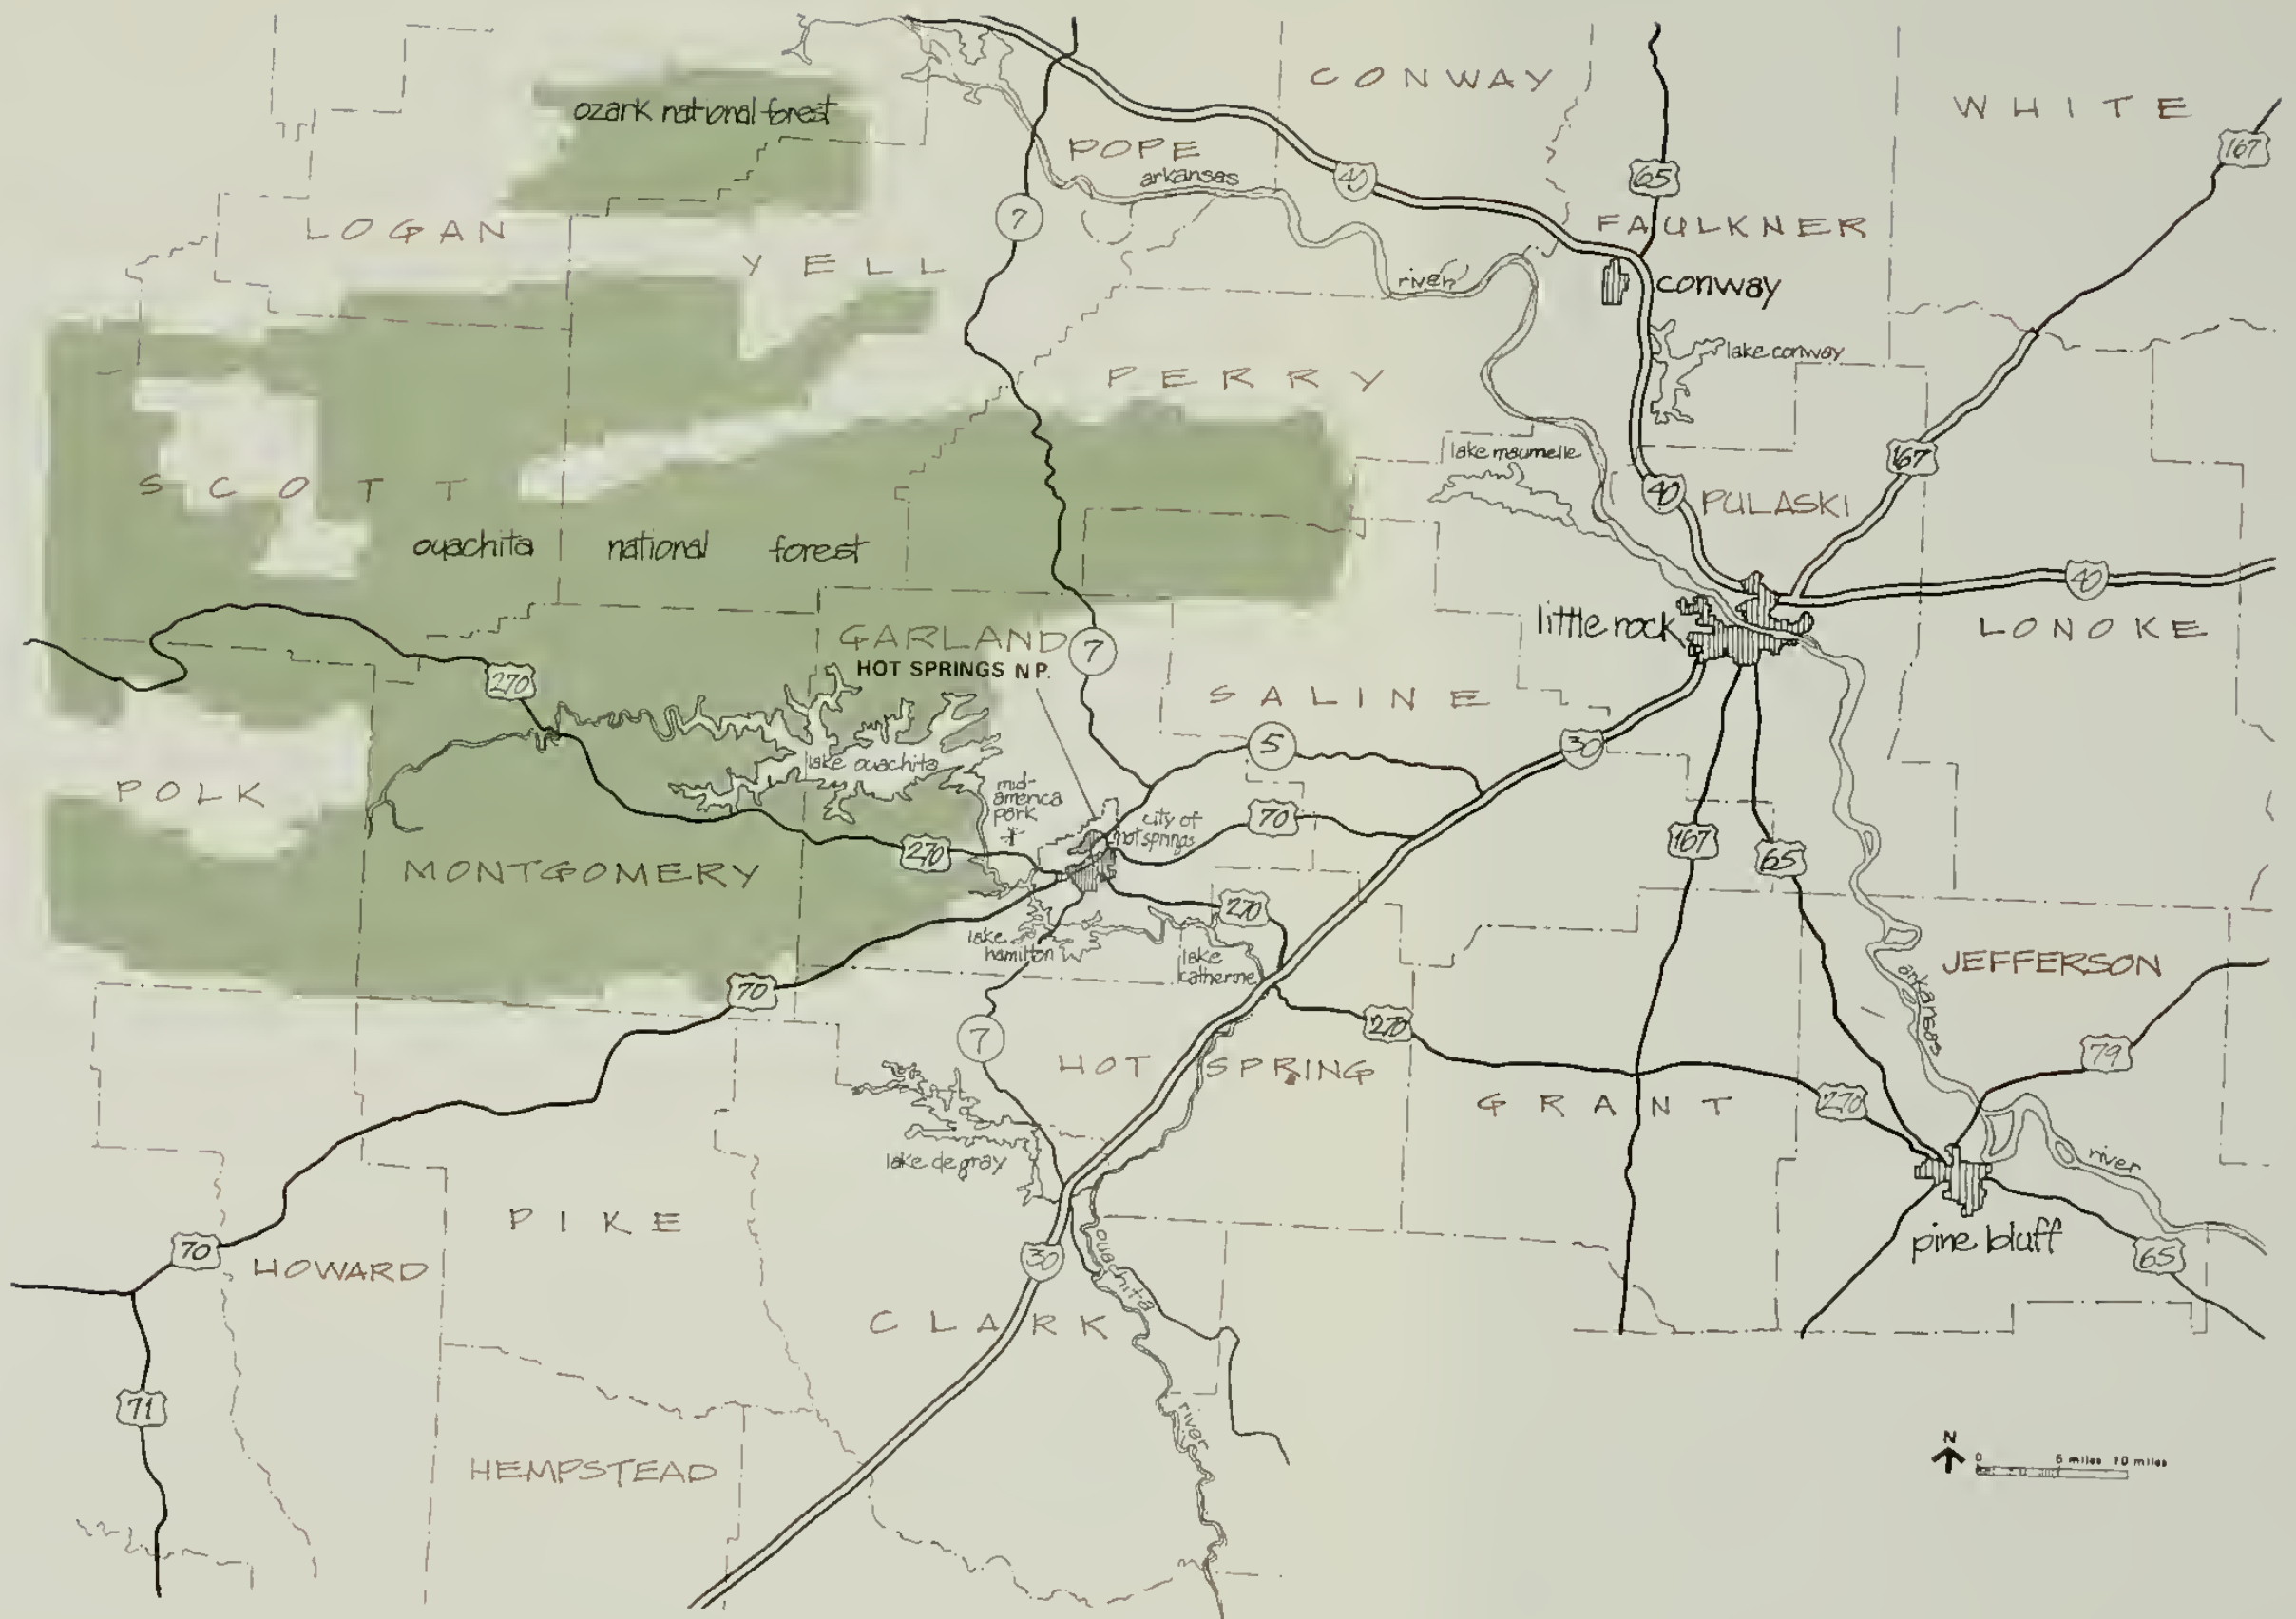 CONWAY
WHITE
ozark national forest
167
POPE
arkansas
40
65
7
LOGAN
FAULKNER
YELL
river
conway
lake conway
PERRY
lake maumelle
167
SCOTT
40
PULASKI
ouachita national forest
40
little rock
LONOKE
GARLAND
7
HOT SPRINGS N.P.
270
SALINE
5
30
lake ouachita
POLK
mid-
america
park
city of
hot springs
70
167
65
270
MONTGOMERY
270
lake
hamilton
lake
catherine
JEFFERSON
70
arkansas
270
7
79
HOT SPRING
GRANT
270
lake degray
river
PIKE
70
pine bluff
65
HOWARD
30
ouachita
CLARK
71
river
HEMPSTEAD
N
0 5 miles 10 miles